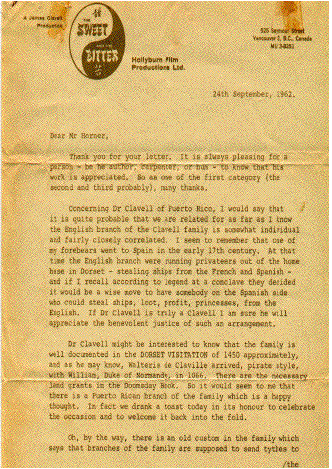 A James Clavell
Production
THE
SWEET
AND THE
BITTER
Hollyburn Film
Productions Ltd.
525 Seymour Street
Vancouver 2, B.C., Canada
24th September, 1962.
Dear Mr Horner,
Thank you for your letter. It is always pleasing for a
person - be he author, carpenter, or bum - to know that his
work is appreciated. So as one of the first category (the
second and third probably), many thanks.
Concerning Dr Clavell of Puerto Rico, I would say that
it is quite probable that we are related for as far as I know
the English branch of the Clavell family is somewhat individual
and fairly closely correlated. I seem to remember that one of
my forebears went to Spain in the early 17th century. At that
time the English branch were running privateers out of the home
base in Dorset - stealing ships from the French and Spanish -
and if I recall according to legend at a conclave they decided
it would be a wise move to have somebody on the Spanish side
who could steal ships, loot, profit, princesses, from the
English. If Dr Clavell is truly a Clavell I am sure he will
appreciate the benevolent justice of such an arrangement.
Dr Clavell might be interested to know that the family is
well documented in the DORSET VISITATION of 1450 approximately,
and as he may know, Walteris de Claville arrived, pirate style,
with William, Duke of Normandy, in 1066. There are the necessary
land grants in the Doomsday Book. So it would seem to me that
there is a Puerto Rican branch of the family which is a happy
thought. In fact we drank a toast today in its honour to celebrate
the occasion and to welcome it back into the fold.
Oh, by the way, there is an old custom in the family which
says that branches of the family are supposed to send tythes to
/the